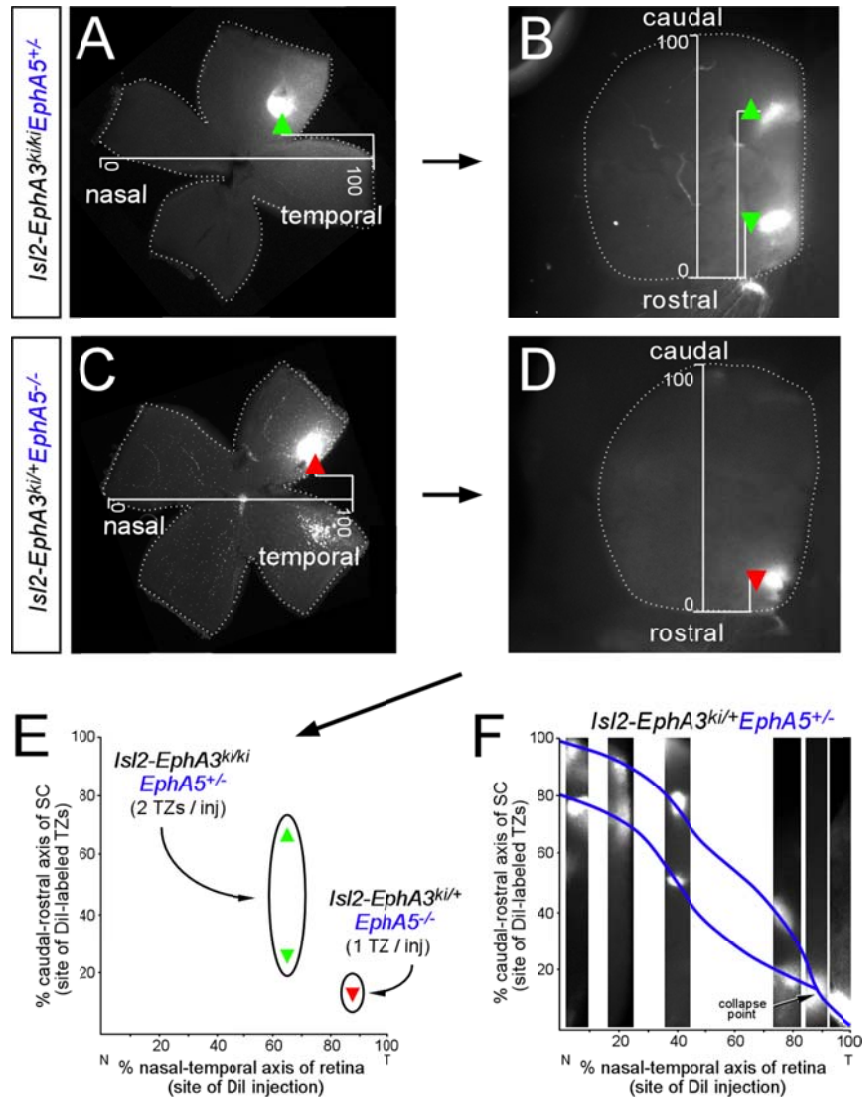 Isl2-EphA3ki/kiEphA5+/-
A
100
0
nasal
temporal
B
caudal
100
0
rostral
Isl2-EphA3ki/+EphA5-/-
C
0
nasal
100
temporal
D
caudal
100
0
rostral
E
% caudal-rostral axis of SC
(site of DiI-labeled TZs)
100
80
60
40
20
Isl2-EphA3ki/ki
EphA5+/-
(2 TZs / inj)
Isl2-EphA3ki/+
EphA5-/-
(1 TZ / inj)
20 40 60 80 100
N T
% nasal-temporal axis of retina
(site of DiI injection)
F
Isl2-EphA3ki/+EphA5+/-
% caudal-rostral axis of SC
(site of DiI-labeled TZs)
100
80
60
40
20
collapse
point
20 40 60 80 100
N T
% nasal-temporal axis of retina
(site of DiI injection)